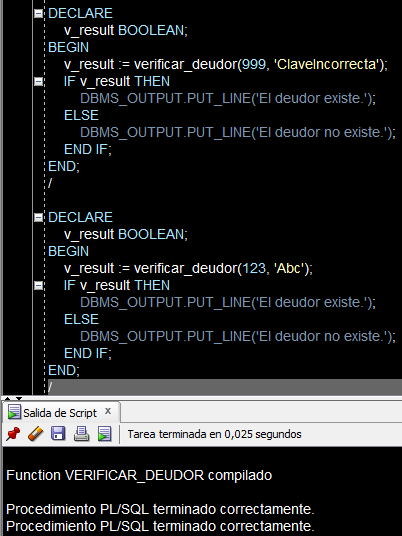 DECLARE
v_result BOOLEAN;
BEGIN
v_result := verificar_deudor(999, 'ClaveIncorrecta');
IF v_result THEN
DBMS_OUTPUT.PUT_LINE('El deudor existe.');
ELSE
DBMS_OUTPUT.PUT_LINE('El deudor no existe.');
END IF;
END;
/
DECLARE
v_result BOOLEAN;
BEGIN
v_result := verificar_deudor(123, 'Abc');
IF v_result THEN
DBMS_OUTPUT.PUT_LINE('El deudor existe.');
ELSE
DBMS_OUTPUT.PUT_LINE('El deudor no existe.');
END IF;
END;
/
Salida de Script x
Tarea terminada en 0,025 segundos
Function VERIFICAR_DEUDOR compilado
Procedimiento PL/SQL terminado correctamente.
Procedimiento PL/SQL terminado correctamente.